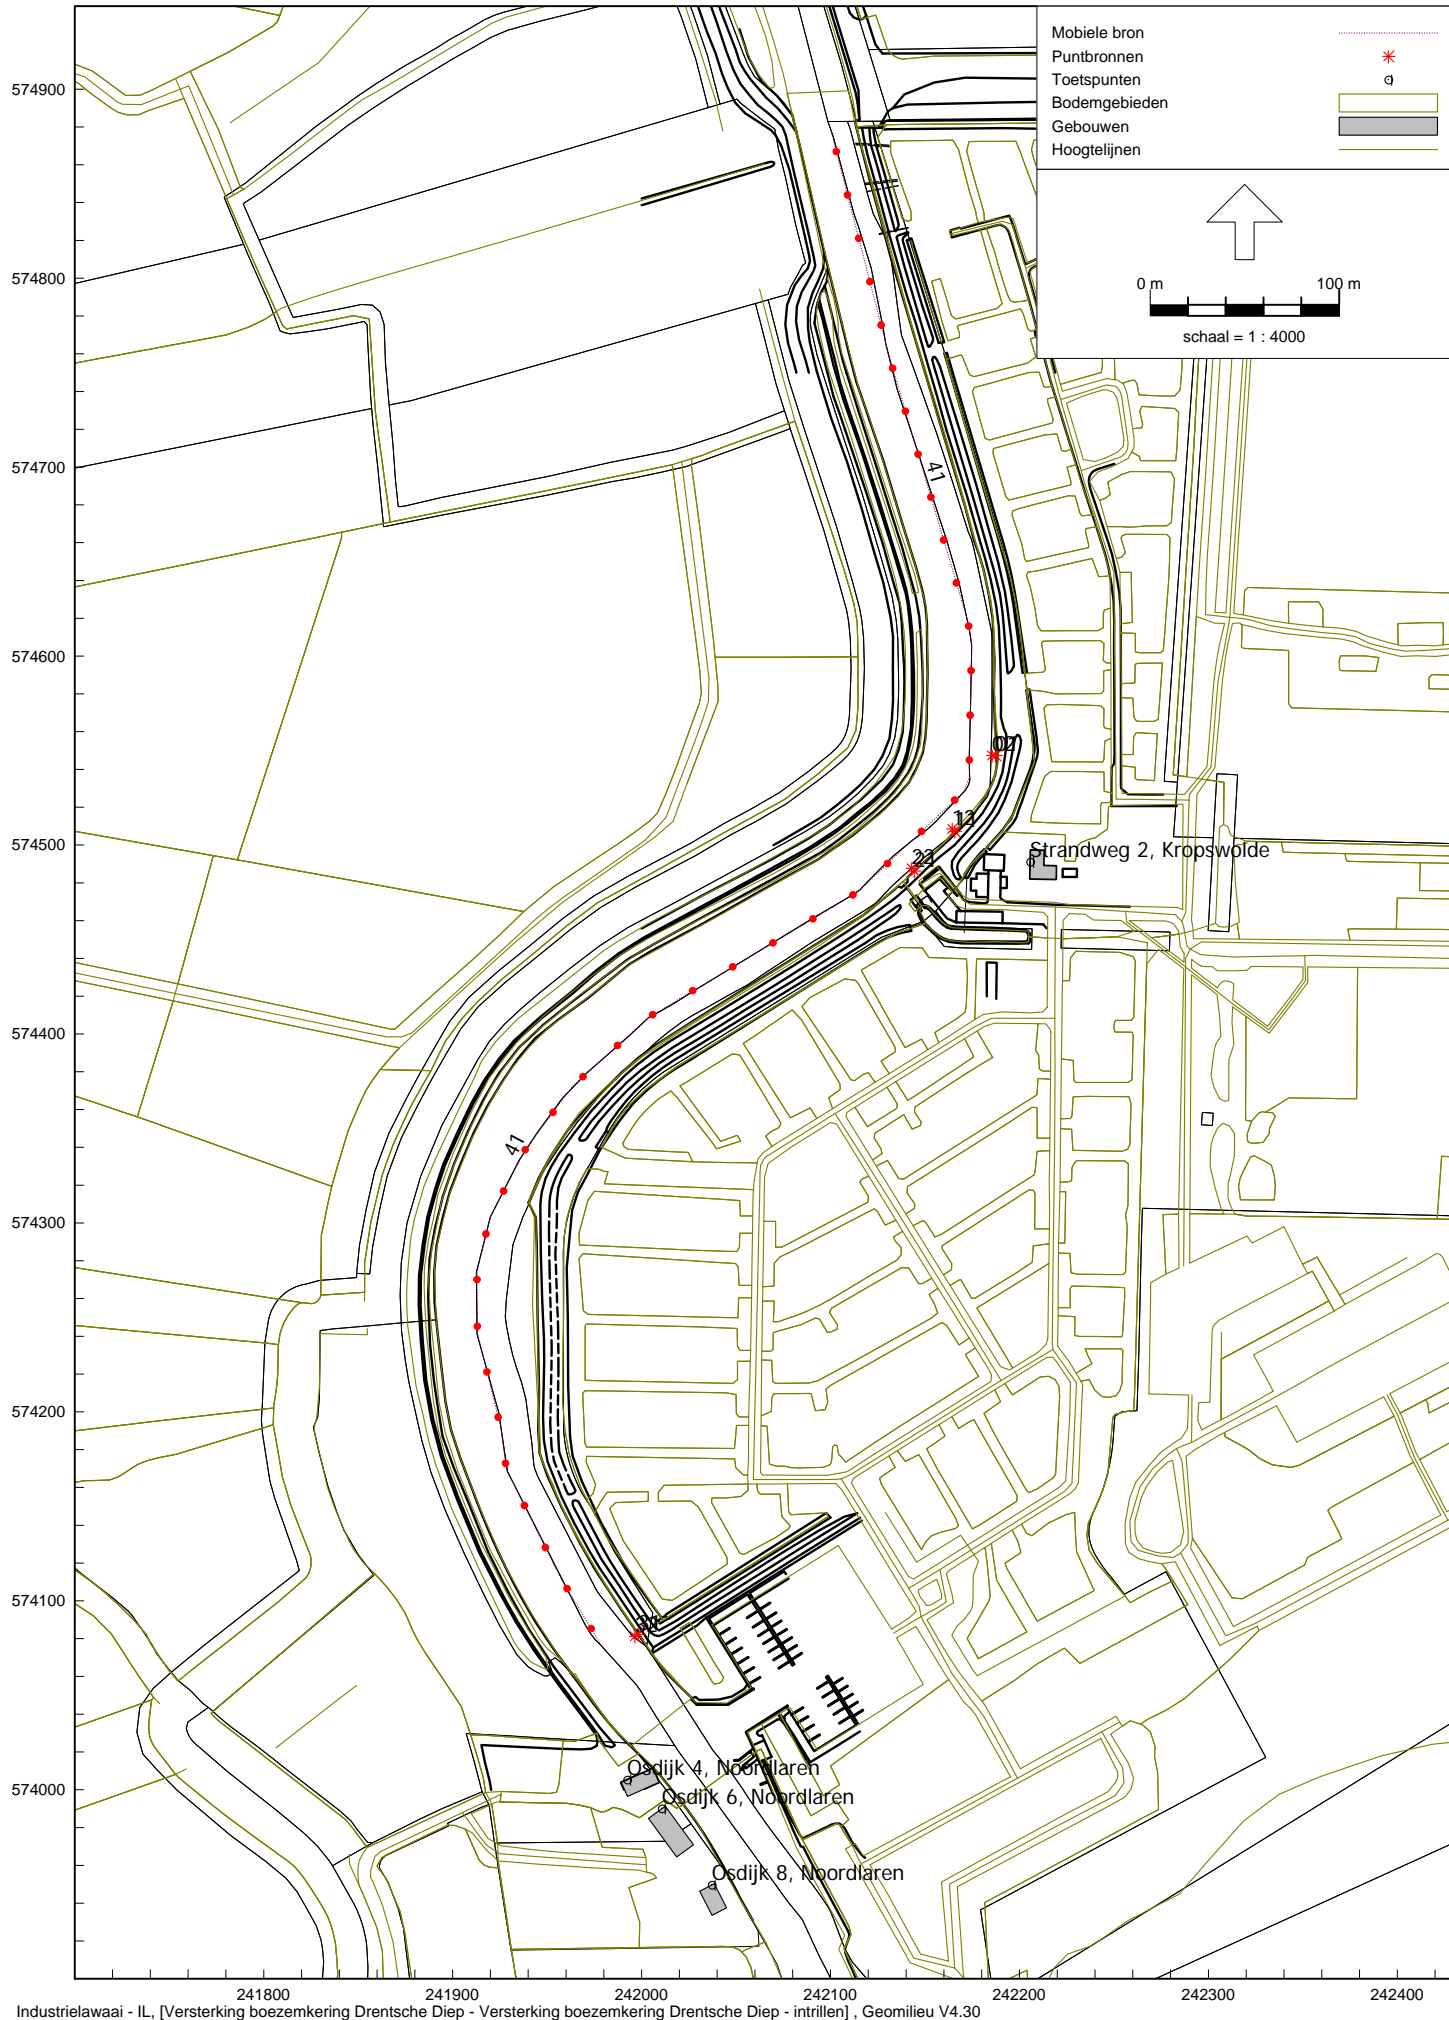 Mobiele bron
Puntbronnen
Toetspunten
Bodemgebieden
Gebouwen
Hoogtelijnen
0 m
100 m
schaal = 1 : 4000
574900
574800
574700
574600
574500
574400
574300
574200
574100
574000
41
Strandweg 2, Kropswolde
41
Osdijk 4, Noordlaren
Osdijk 6, Noordlaren
Osdijk 8, Noordlaren
241800
241900
242000
242100
242200
242300
242400
Industrielawaai - IL, [Versterking boezemkering Drentsche Diep - Versterking boezemkering Drentsche Diep - intrillen] , Geomilieu V4.30